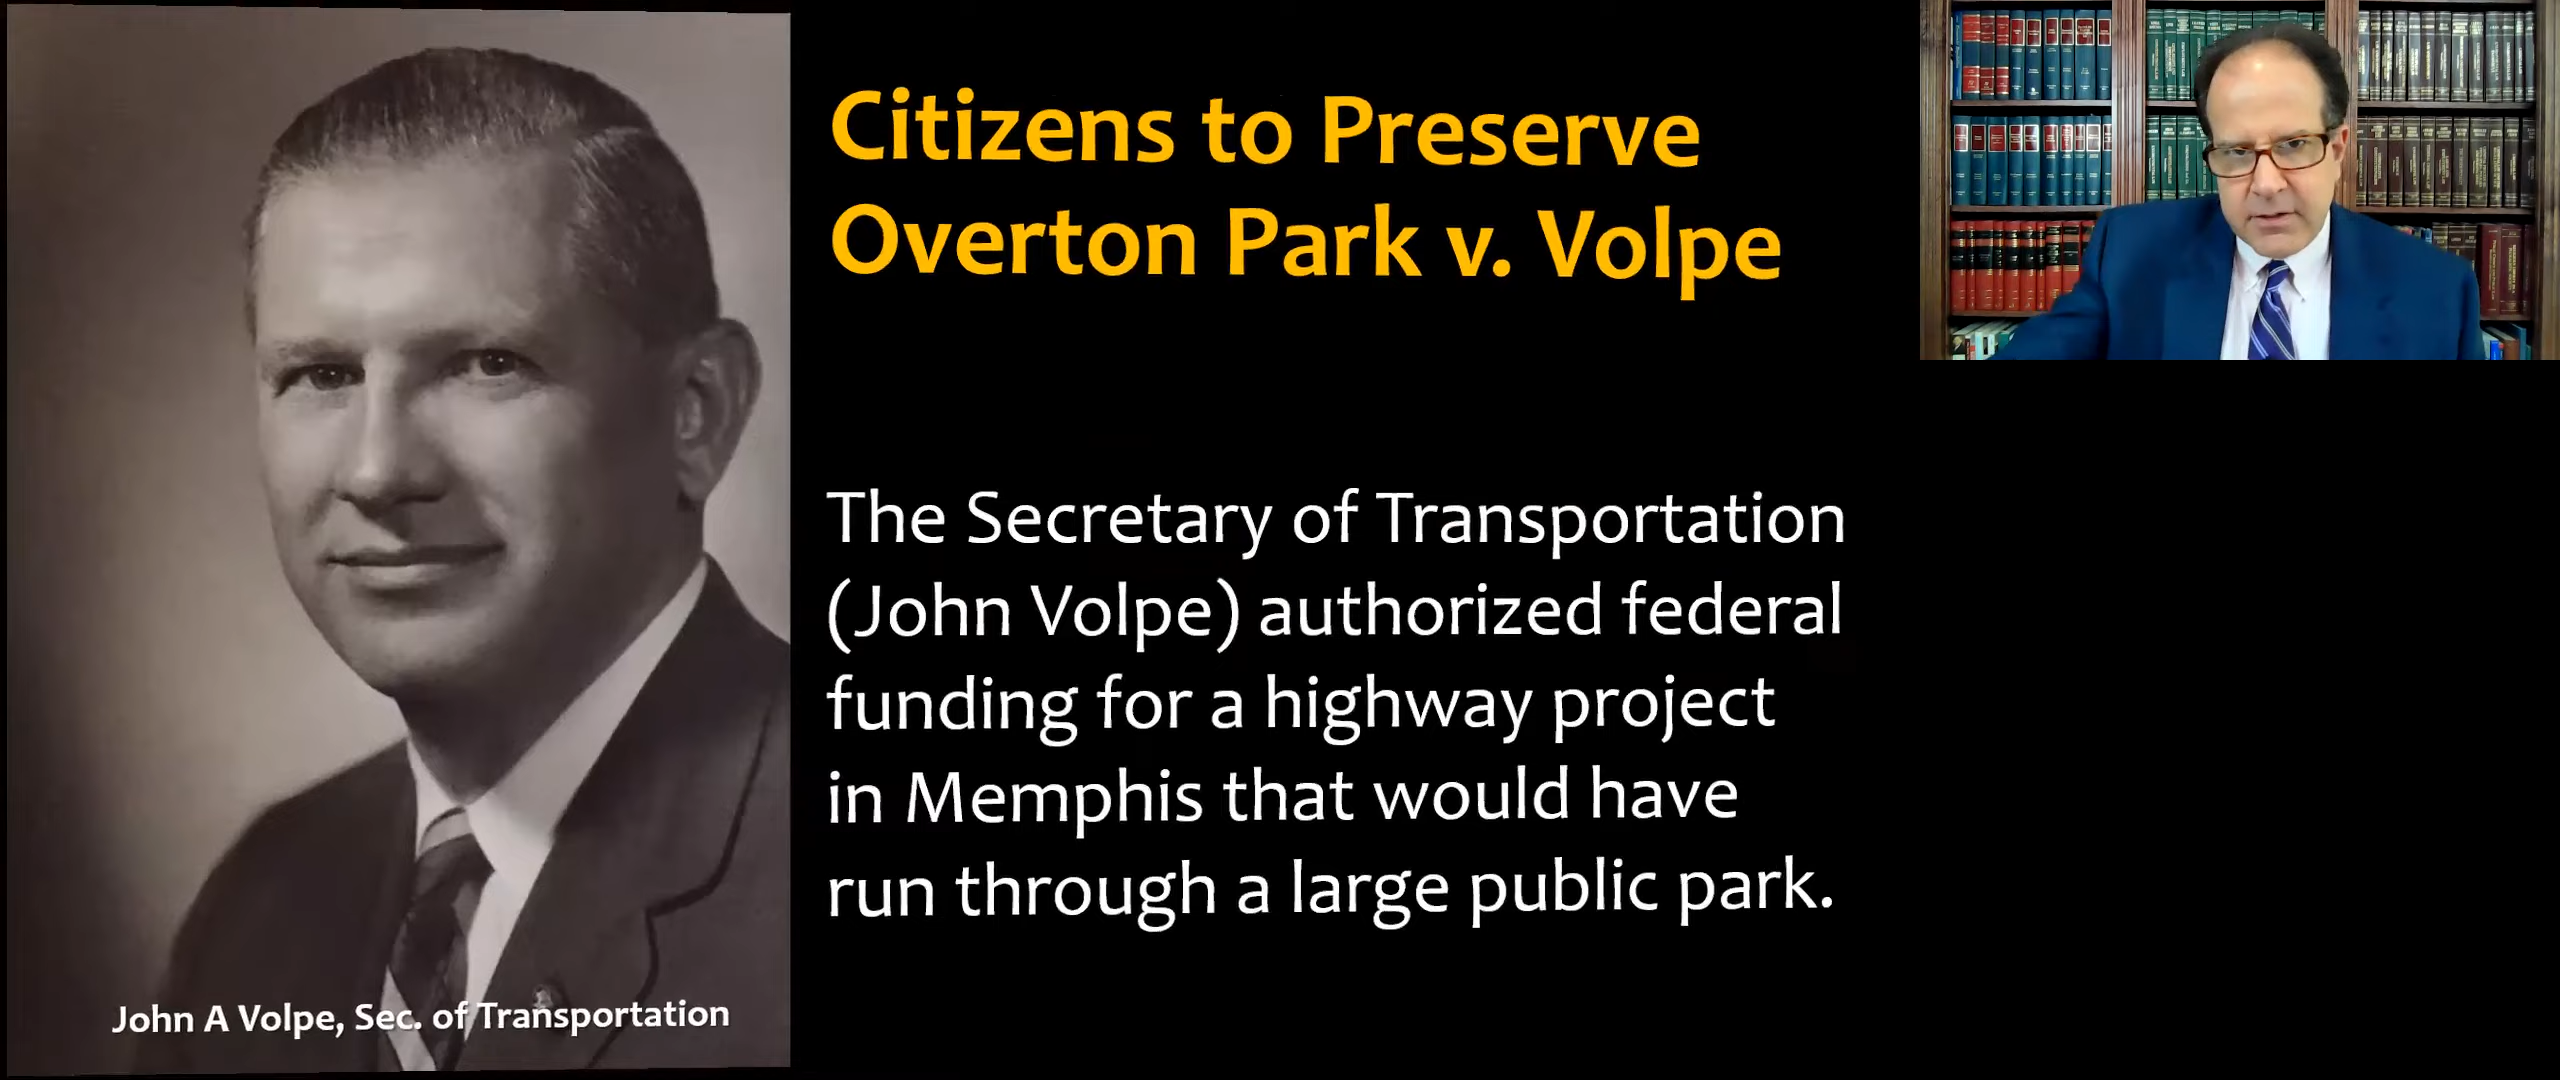 Citizens to Preserve
Overton Park v. Volpe
The Secretary of Transportation
(John Volpe) authorized federal
funding for a highway project
in Memphis that would have
run through a large public park.
John A Volpe, Sec. of Transportation